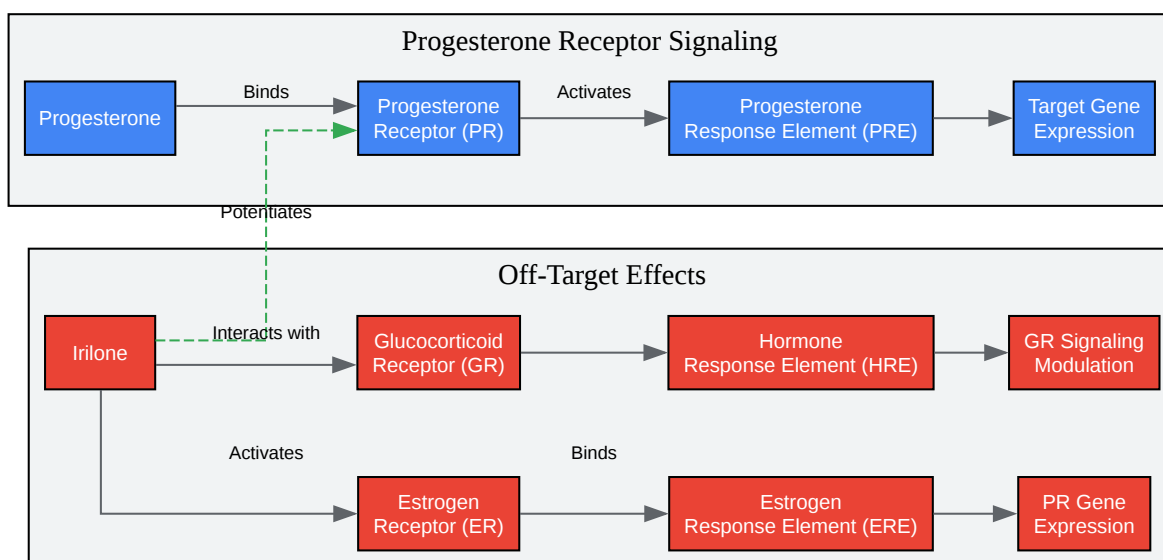 Progesterone Receptor Signaling
Binds
Activates
Progesterone
Progesterone
Receptor (PR)
Progesterone
Response Element (PRE)
Target Gene
Expression
Potentiates
Off-Target Effects
Interacts with
Irilone
Glucocorticoid
Receptor (GR)
Hormone
Response Element (HRE)
GR Signaling
Modulation
Activates
Binds
Estrogen
Receptor (ER)
Estrogen
Response Element (ERE)
PR Gene
Expression